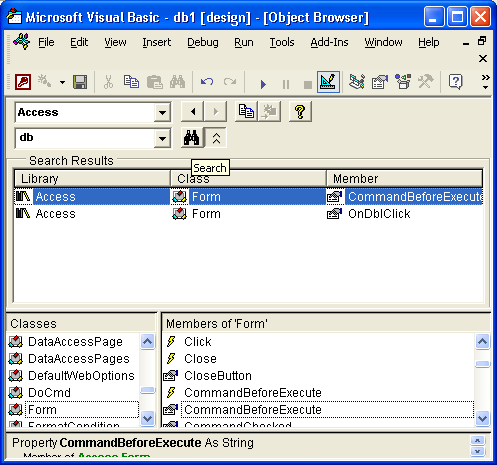 Microsoft Visual Basic - db1 [design] - [Object Browser]
File Edit View Insert Debug Run Tools Add-Ins Window Help
Access
db
Search
Search Results
Library Class Member
Access Form CommandBeforeExecute
Access Form OnDblClick
Classes Members of 'Form'
DataAccessPage Click
DataAccessPages Close
DefaultWebOptions CloseButton
DoCmd CommandBeforeExecute
Form CommandBeforeExecute
FormatCondition CommandChecked
Property CommandBeforeExecute As String
Member of Access.Form